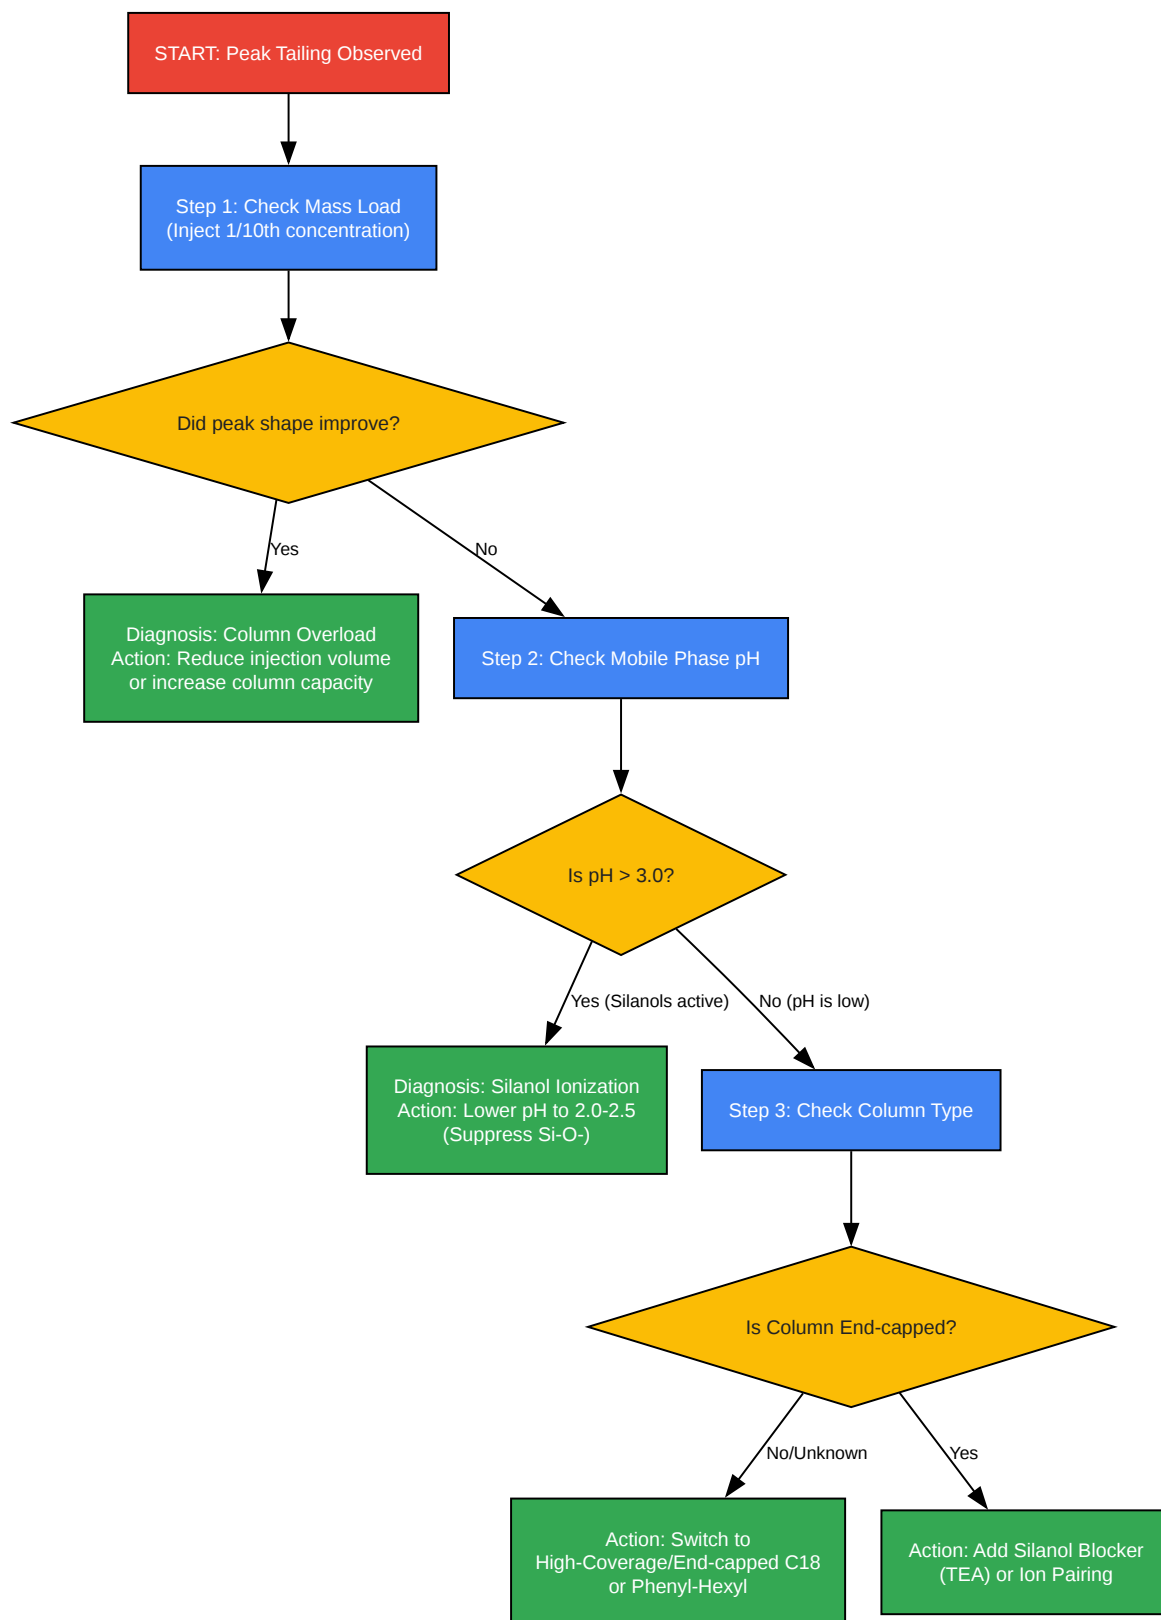 START: Peak Tailing Observed
Step 1: Check Mass Load
(Inject 1/10th concentration)
Did peak shape improve?
Yes
No
Diagnosis: Column Overload
Action: Reduce injection volume
or increase column capacity
Step 2: Check Mobile Phase pH
Is pH > 3.0?
Yes (Silanols active)
No (pH is low)
Diagnosis: Silanol Ionization
Action: Lower pH to 2.0-2.5
(Suppress Si-O-)
Step 3: Check Column Type
Is Column End-capped?
No/Unknown
Yes
Action: Switch to
High-Coverage/End-capped C18
or Phenyl-Hexyl
Action: Add Silanol Blocker
(TEA) or Ion Pairing